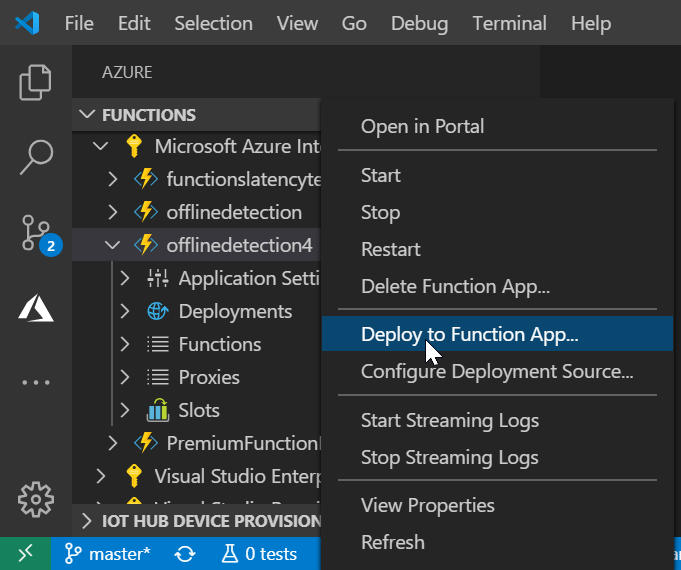 File Edit Selection View Go Debug Terminal Help
AZURE
FUNCTIONS
Microsoft Azure Inte
functionslatencyte
offlinedetection
offlinedetection4
Application Setti
Deployments
Functions
Proxies
Slots
PremiumFunction
Visual Studio Enterp
IOT HUB DEVICE PROVISION
2
Open in Portal
Start
Stop
Restart
Delete Function App...
Deploy to Function App...
Configure Deployment Source...
Start Streaming Logs
Stop Streaming Logs
View Properties
Refresh
master* 0 tests